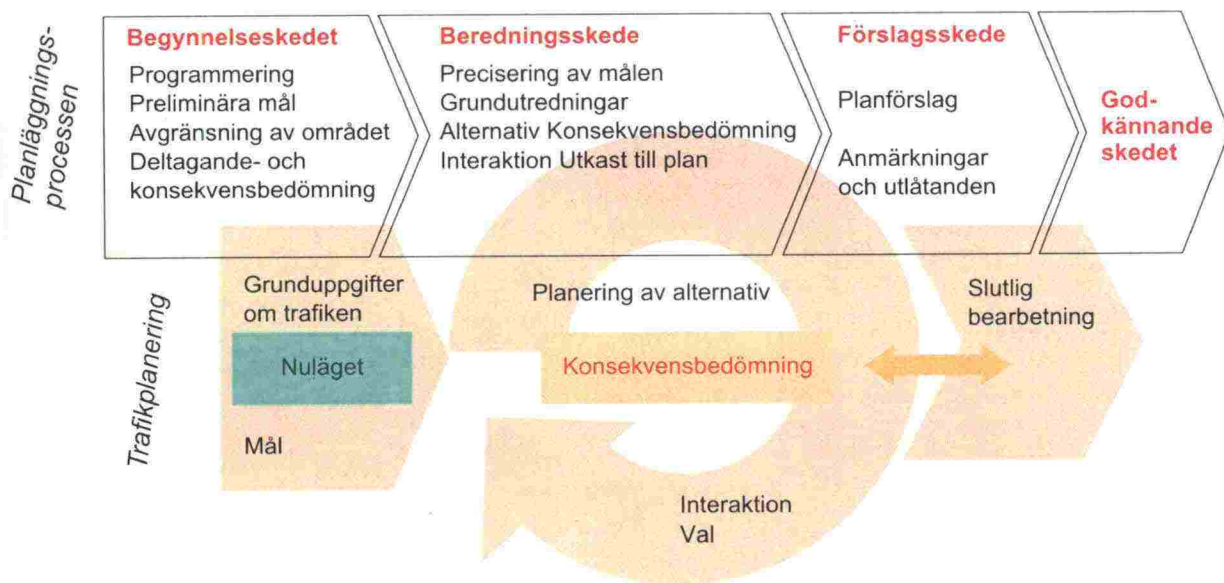 Planläggnings-
processen
Begynnelseskedet
Programmering
Preliminära mål
Avgränsning av området
Deltagande- och
konsekvensbedömning
Beredningsskede
Precisering av målen
Grundutredningar
Alternativ Konsekvensbedömning
Interaktion Utkast till plan
Förslagsskede
Planförslag
Anmärkningar
och utlåtanden
God-
kännande
skedet
Trafikplanering
Grunduppgifter
om trafiken
Nuläget
Mål
Planering av alternativ
Konsekvensbedömning
Interaktion
Val
Slutlig
bearbetning